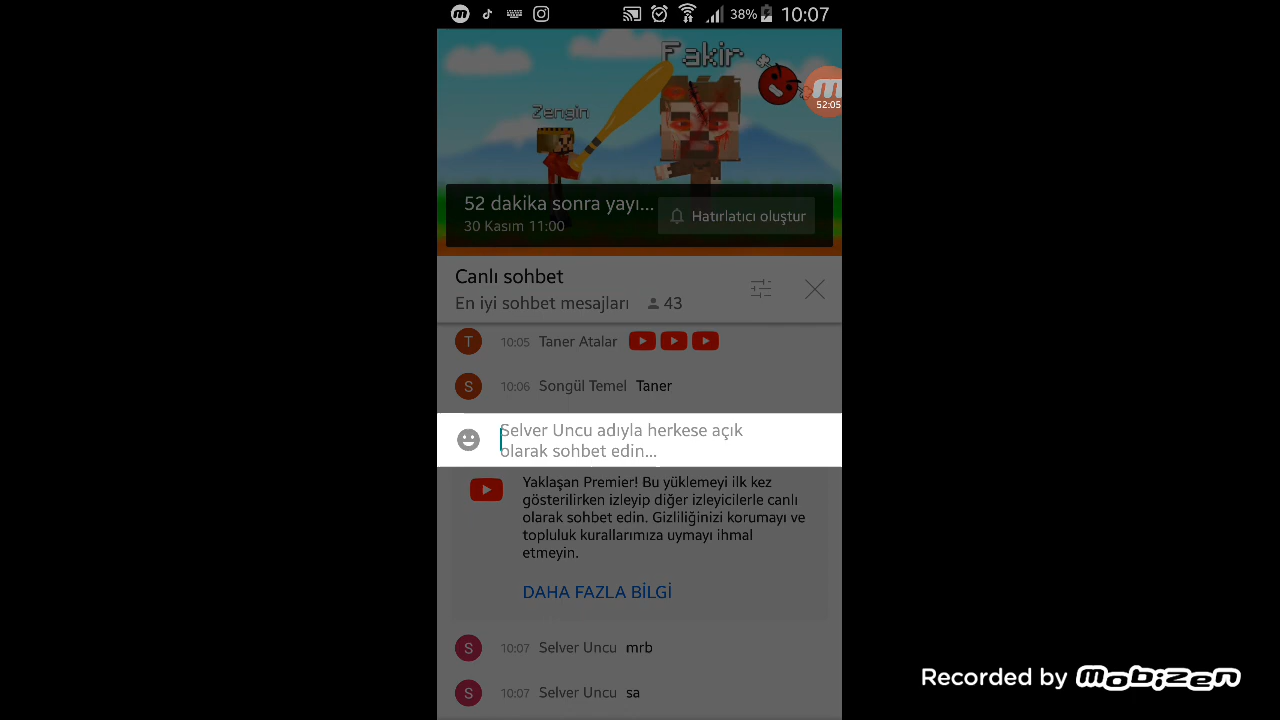 38% 10:07
Fakir
Zengin
52:05
52 dakika sonra yayı...
30 Kasım 11:00
Hatırlatıcı oluştur
Canlı sohbet
En iyi sohbet mesajları 43
T 10:05 Taner Atalar
S 10:06 Songül Temel Taner
Selver Uncu adıyla herkese açık
olarak sohbet edin...
Yaklaşan Premier! Bu yüklemeyi ilk kez
gösterilirken izleyip diğer izleyicilerle canlı
olarak sohbet edin. Gizliliğinizi korumayı ve
topluluk kurallarımıza uymayı ihmal
etmeyin.
DAHA FAZLA BİLGİ
S 10:07 Selver Uncu mrb
S 10:07 Selver Uncu sa
Recorded by mobizen